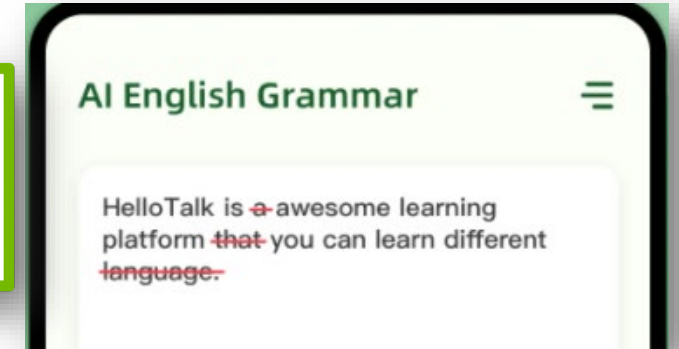 AI English Grammar
HelloTalk is a awesome learning
platform that you can learn different
language.